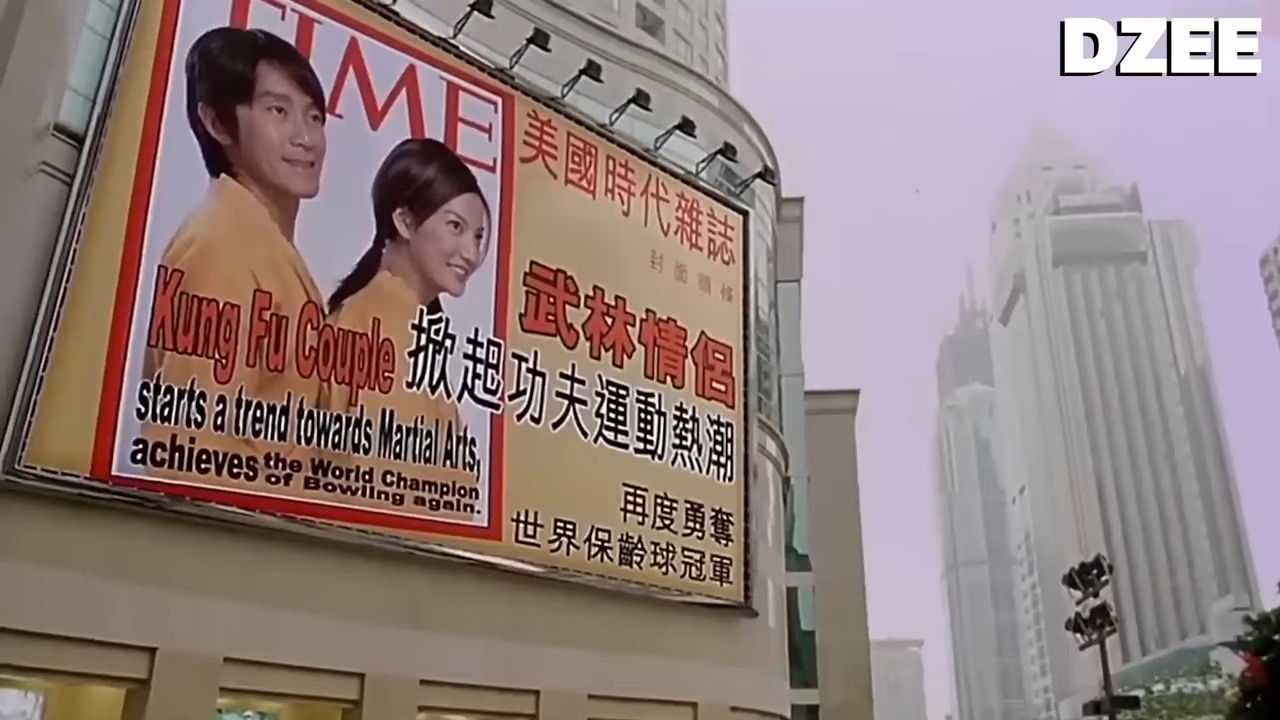 DZEE
TIME
Kung Fu Couple
starts a trend towards Martial Arts,
achieves the World Champion
of Bowling again.
美國時代雜誌
封面頭條
武林情侶
掀起功夫運動熱潮
再度勇奪
世界保齡球冠軍